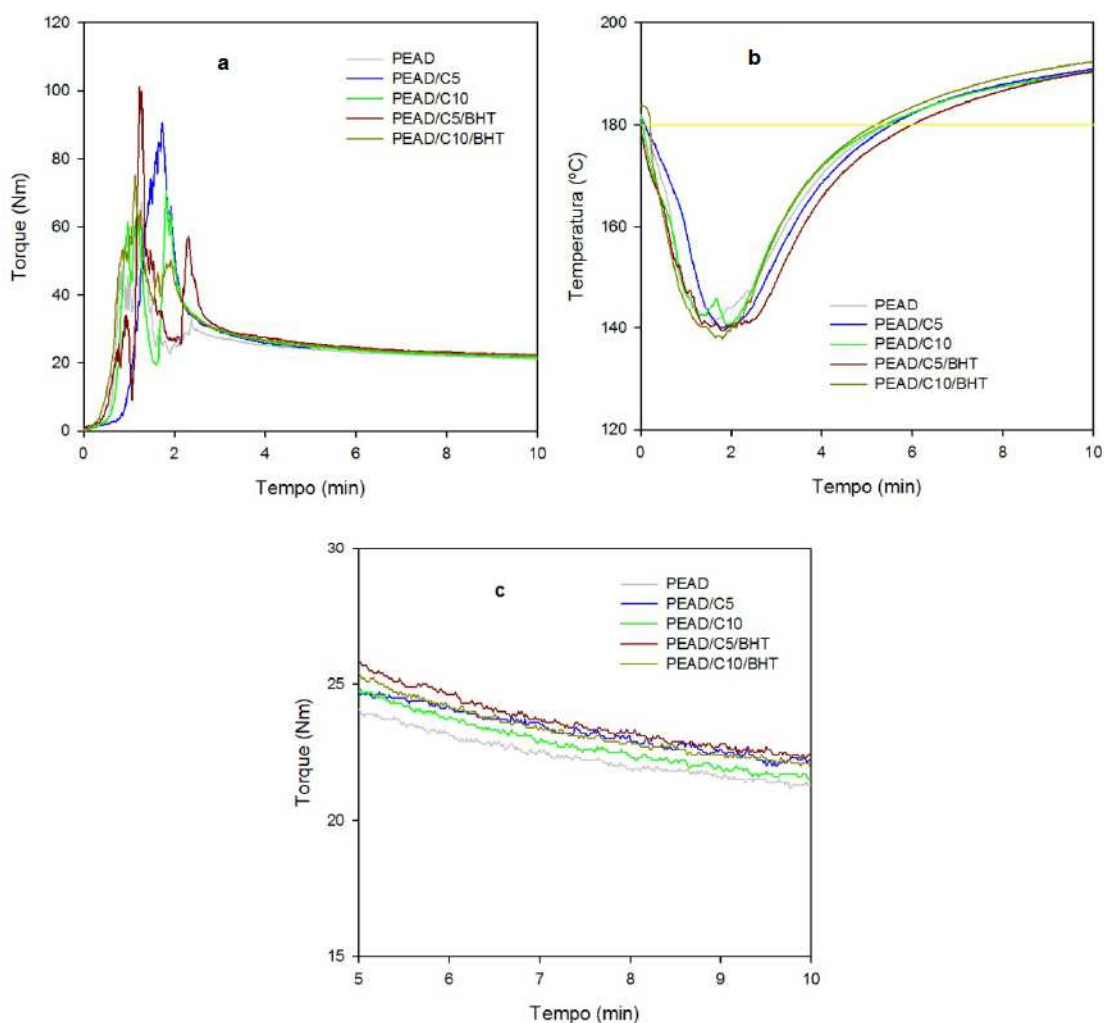 a
PEAD
PEAD/C5
PEAD/C10
PEAD/C5/BHT
PEAD/C10/BHT
120
100
80
60
40
20
0
0
2
4
6
8
10
Torque (Nm)
Tempo (min)
b
PEAD
PEAD/C5
PEAD/C10
PEAD/C5/BHT
PEAD/C10/BHT
200
180
160
140
120
0
2
4
6
8
10
Temperatura (ºC)
Tempo (min)
c
PEAD
PEAD/C5
PEAD/C10
PEAD/C5/BHT
PEAD/C10/BHT
30
25
20
15
5
6
7
8
9
10
Torque (Nm)
Tempo (min)